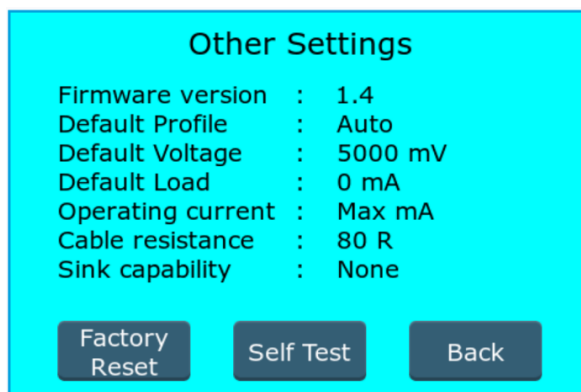 Other Settings
Firmware version : 1.4
Default Profile : Auto
Default Voltage : 5000 mV
Default Load : 0 mA
Operating current : Max mA
Cable resistance : 80 R
Sink capability : None
Factory
Reset
Self Test
Back